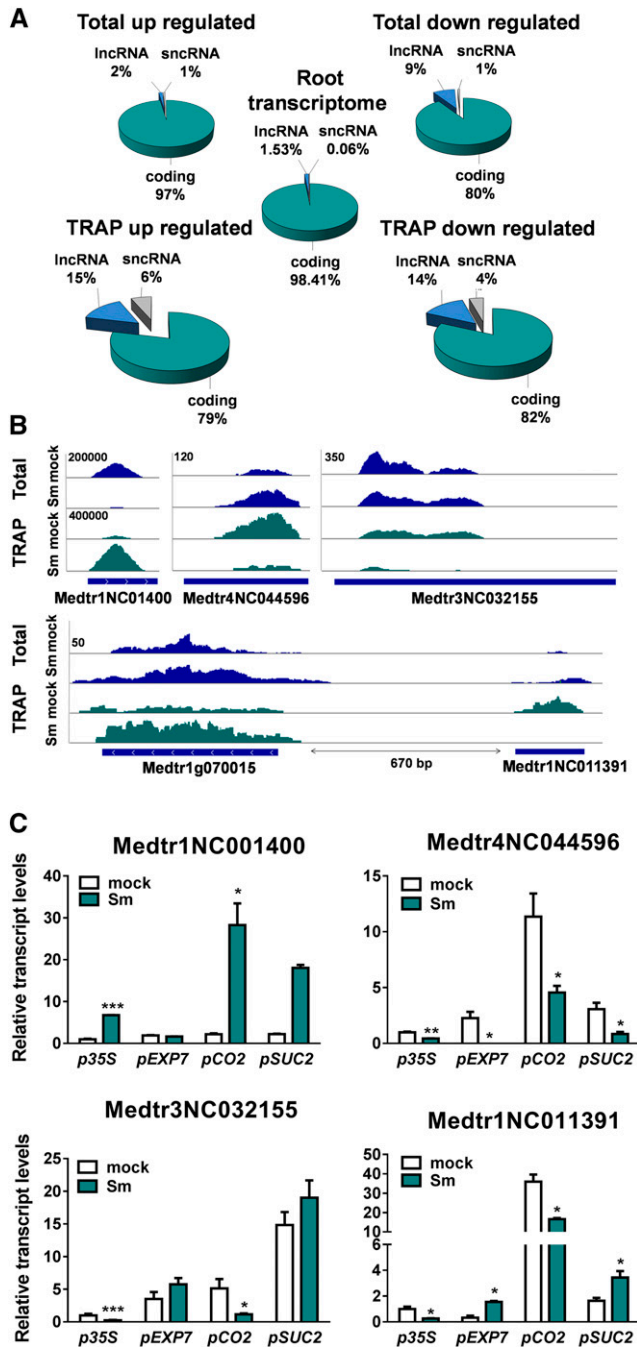 A
Total up regulated
lncRNA 2%
sncRNA 1%
coding 97%
Total down regulated
lncRNA 9%
sncRNA 1%
coding 80%
Root transcriptome
lncRNA 1.53%
sncRNA 0.06%
coding 98.41%
TRAP up regulated
lncRNA 15%
sncRNA 6%
coding 79%
TRAP down regulated
lncRNA 14%
sncRNA 4%
coding 82%
B
Total
TRAP
mock
Sm
mock
Sm
200000
400000
120
350
Medtr1NC01400
Medtr4NC044596
Medtr3NC032155
Total
TRAP
mock
Sm
mock
Sm
50
Medtr1g070015
670 bp
Medtr1NC011391
C
Medtr1NC001400
Relative transcript levels
40
30
20
10
0
mock
Sm
***
*
p35S pEXP7 pCO2 pSUC2
Medtr4NC044596
15
10
5
0
mock
Sm
**
*
*
*
p35S pEXP7 pCO2 pSUC2
Medtr3NC032155
Relative transcript levels
25
20
15
10
5
0
mock
Sm
***
*
p35S pEXP7 pCO2 pSUC2
Medtr1NC011391
50
40
30
20
10
6
4
2
0
mock
Sm
*
*
*
*
p35S pEXP7 pCO2 pSUC2